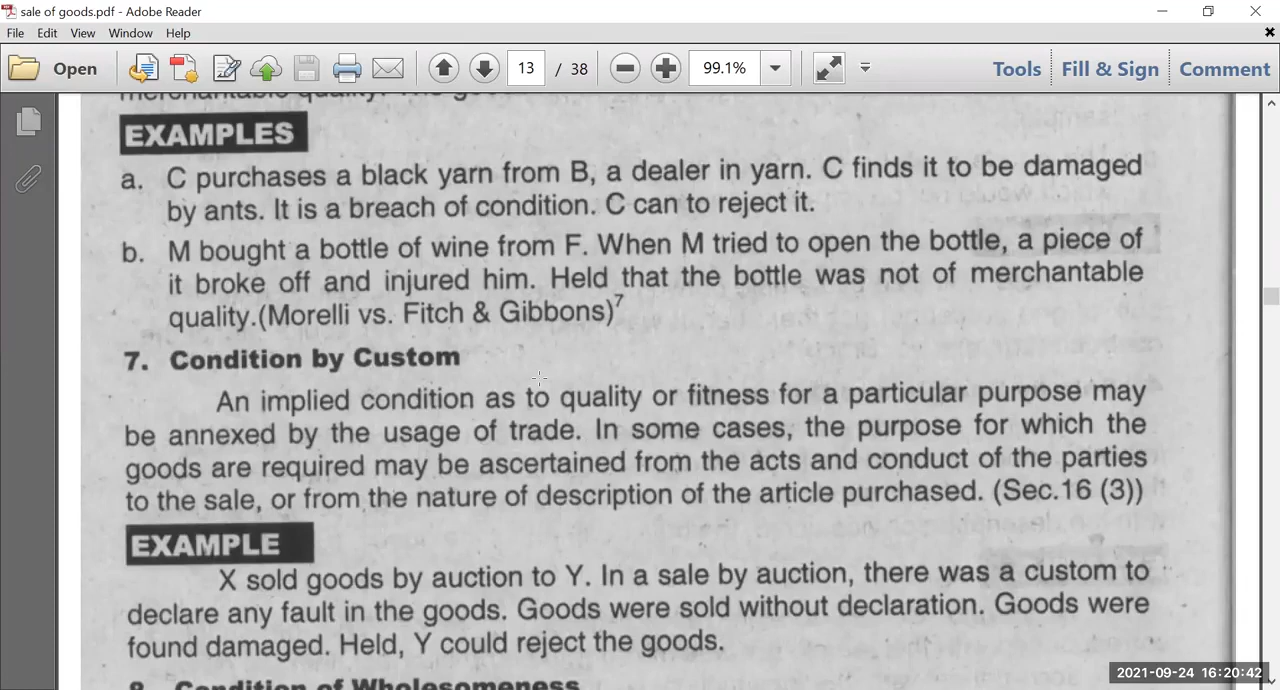 sale of goods.pdf - Adobe Reader
File Edit View Window Help
Open 13 / 38 99.1% Tools Fill & Sign Comment
EXAMPLES
a. C purchases a black yarn from B, a dealer in yarn. C finds it to be damaged
by ants. It is a breach of condition. C can to reject it.
b. M bought a bottle of wine from F. When M tried to open the bottle, a piece of
it broke off and injured him. Held that the bottle was not of merchantable
quality.(Morelli vs. Fitch & Gibbons)7
7. Condition by Custom
An implied condition as to quality or fitness for a particular purpose may
be annexed by the usage of trade. In some cases, the purpose for which the
goods are required may be ascertained from the acts and conduct of the parties
to the sale, or from the nature of description of the article purchased. (Sec.16 (3))
EXAMPLE
X sold goods by auction to Y. In a sale by auction, there was a custom to
declare any fault in the goods. Goods were sold without declaration. Goods were
found damaged. Held, Y could reject the goods.
8. Condition of Wholesomeness
2021-09-24 16:20:42